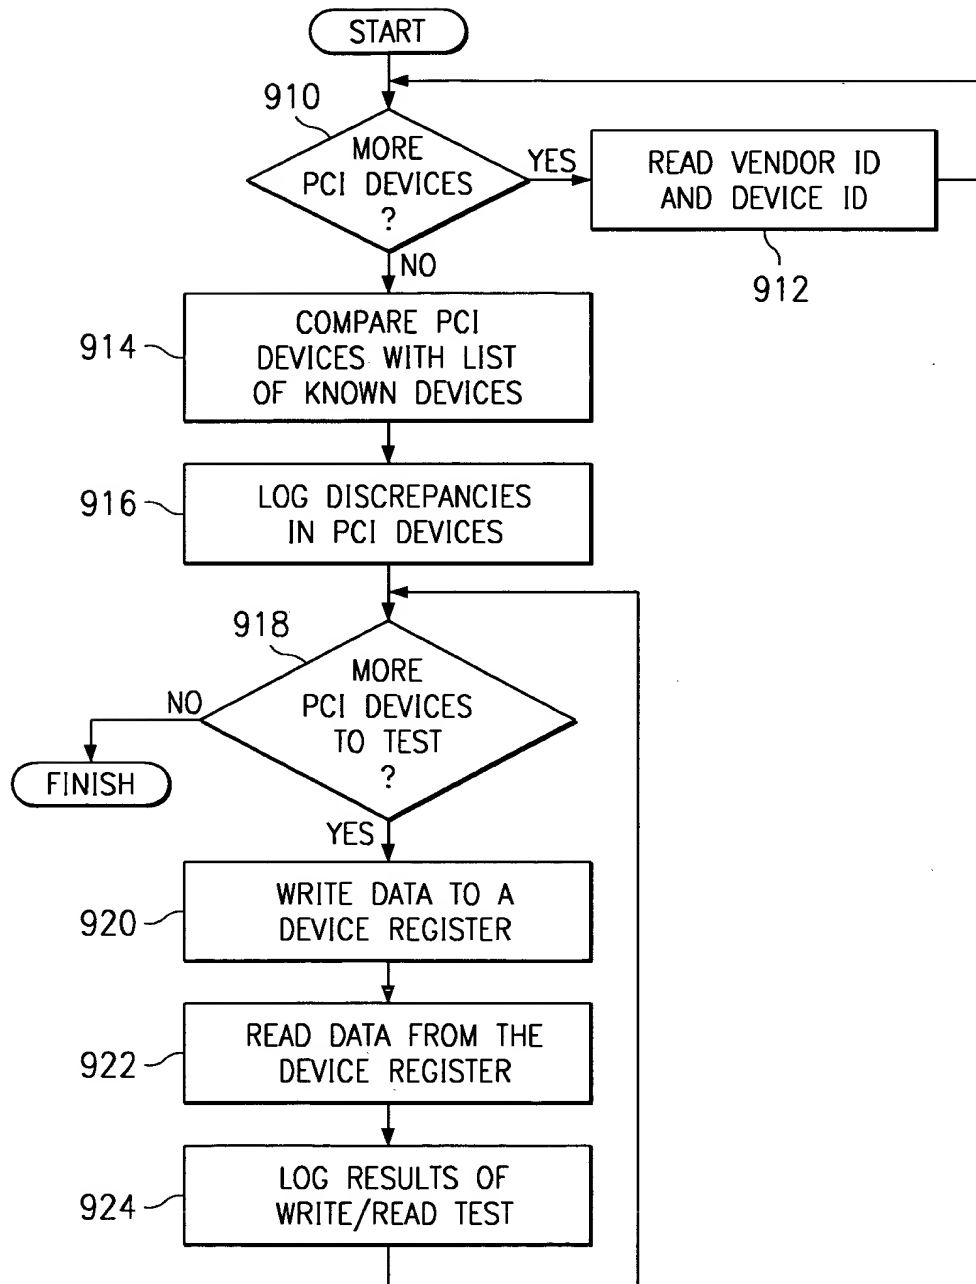 START
910
MORE
PCI DEVICES
?
YES
READ VENDOR ID
AND DEVICE ID
912
NO
914
COMPARE PCI
DEVICES WITH LIST
OF KNOWN DEVICES
916
LOG DISCREPANCIES
IN PCI DEVICES
918
MORE
PCI DEVICES
TO TEST
?
NO
FINISH
YES
920
WRITE DATA TO A
DEVICE REGISTER
922
READ DATA FROM THE
DEVICE REGISTER
924
LOG RESULTS OF
WRITE/READ TEST